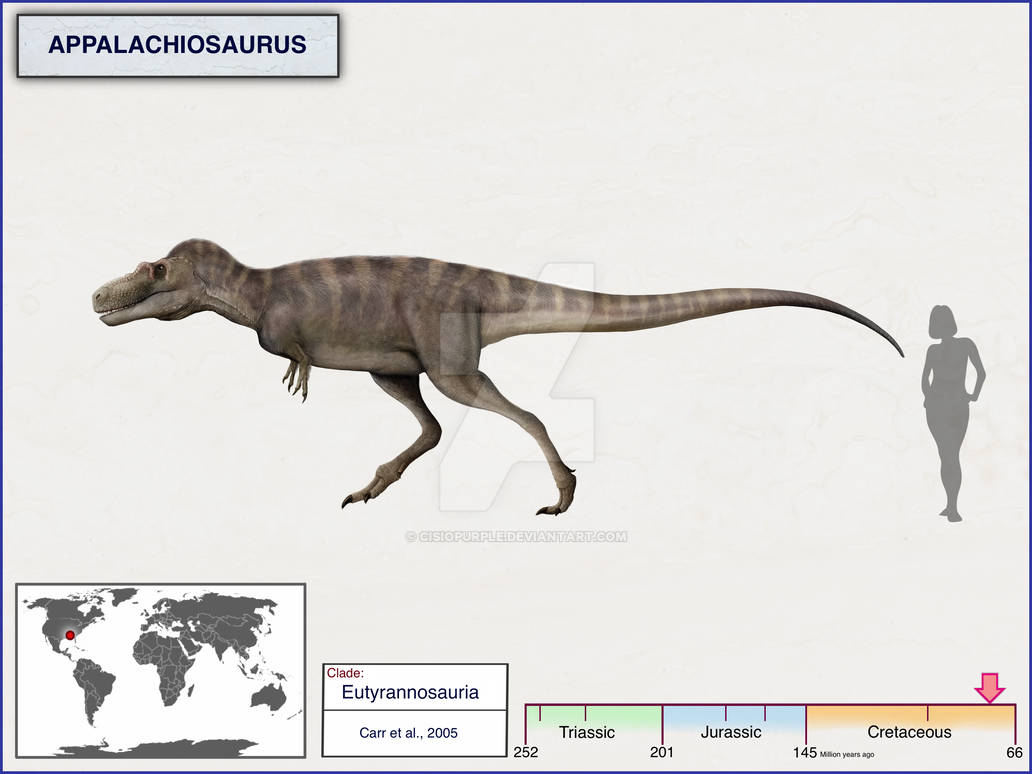 APPALACHIOSAURUS
© CISIOPURPLE.DEVIANTART.COM
Clade:
Eutyrannosauria
Carr et al., 2005
Triassic
Jurassic
Cretaceous
252
201
145 Million years ago
66